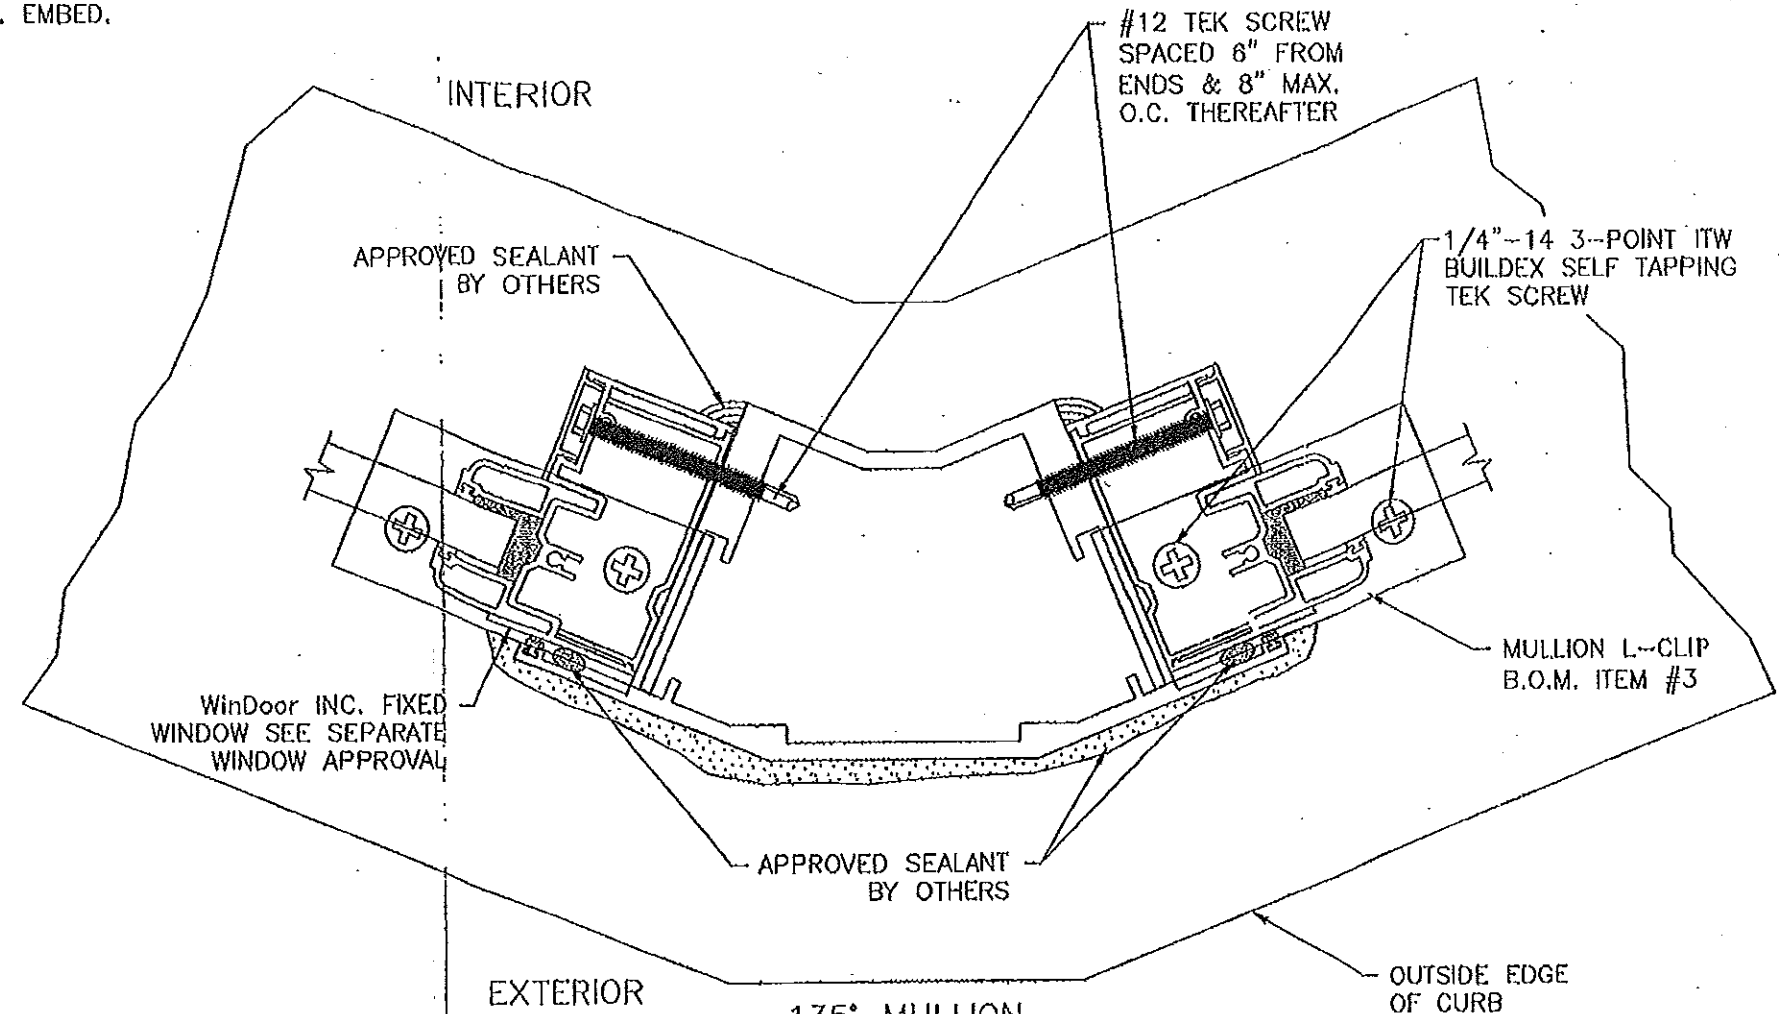 . EMBED.
INTERIOR
#12 TEK SCREW
SPACED 6" FROM
ENDS & 8" MAX.
O.C. THEREAFTER
APPROVED SEALANT
BY OTHERS
1/4"-14 3-POINT ITW
BUILDEX SELF TAPPING
TEK SCREW
MULLION L-CLIP
B.O.M. ITEM #3
WinDoor INC. FIXED
WINDOW SEE SEPARATE
WINDOW APPROVAL
APPROVED SEALANT
BY OTHERS
OUTSIDE EDGE
OF CURB
EXTERIOR
135° MULLION